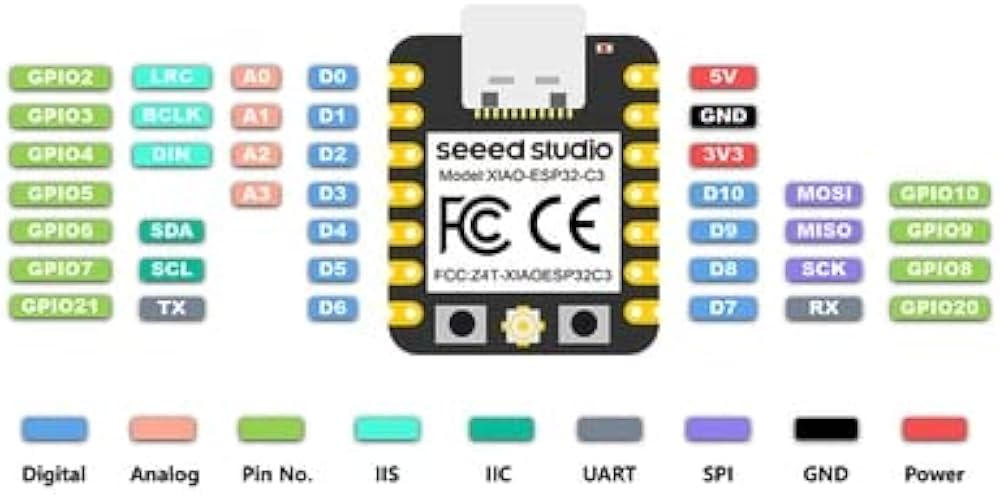 GPIO2 LRC A0 D0 5V
GPIO3 BCLK A1 D1 GND
GPIO4 DIN A2 D2 3V3
GPIO5 A3 D3 D10 MOSI GPIO10
GPIO6 SDA D4 D9 MISO GPIO9
GPIO7 SCL D5 D8 SCK GPIO8
GPIO21 TX D6 D7 RX GPIO20
seeed studio
Model:XIAO-ESP32-C3
FC CE
FCC:Z4T-XIAOESP32C3
Digital Analog Pin No. IIS IIC UART SPI GND Power